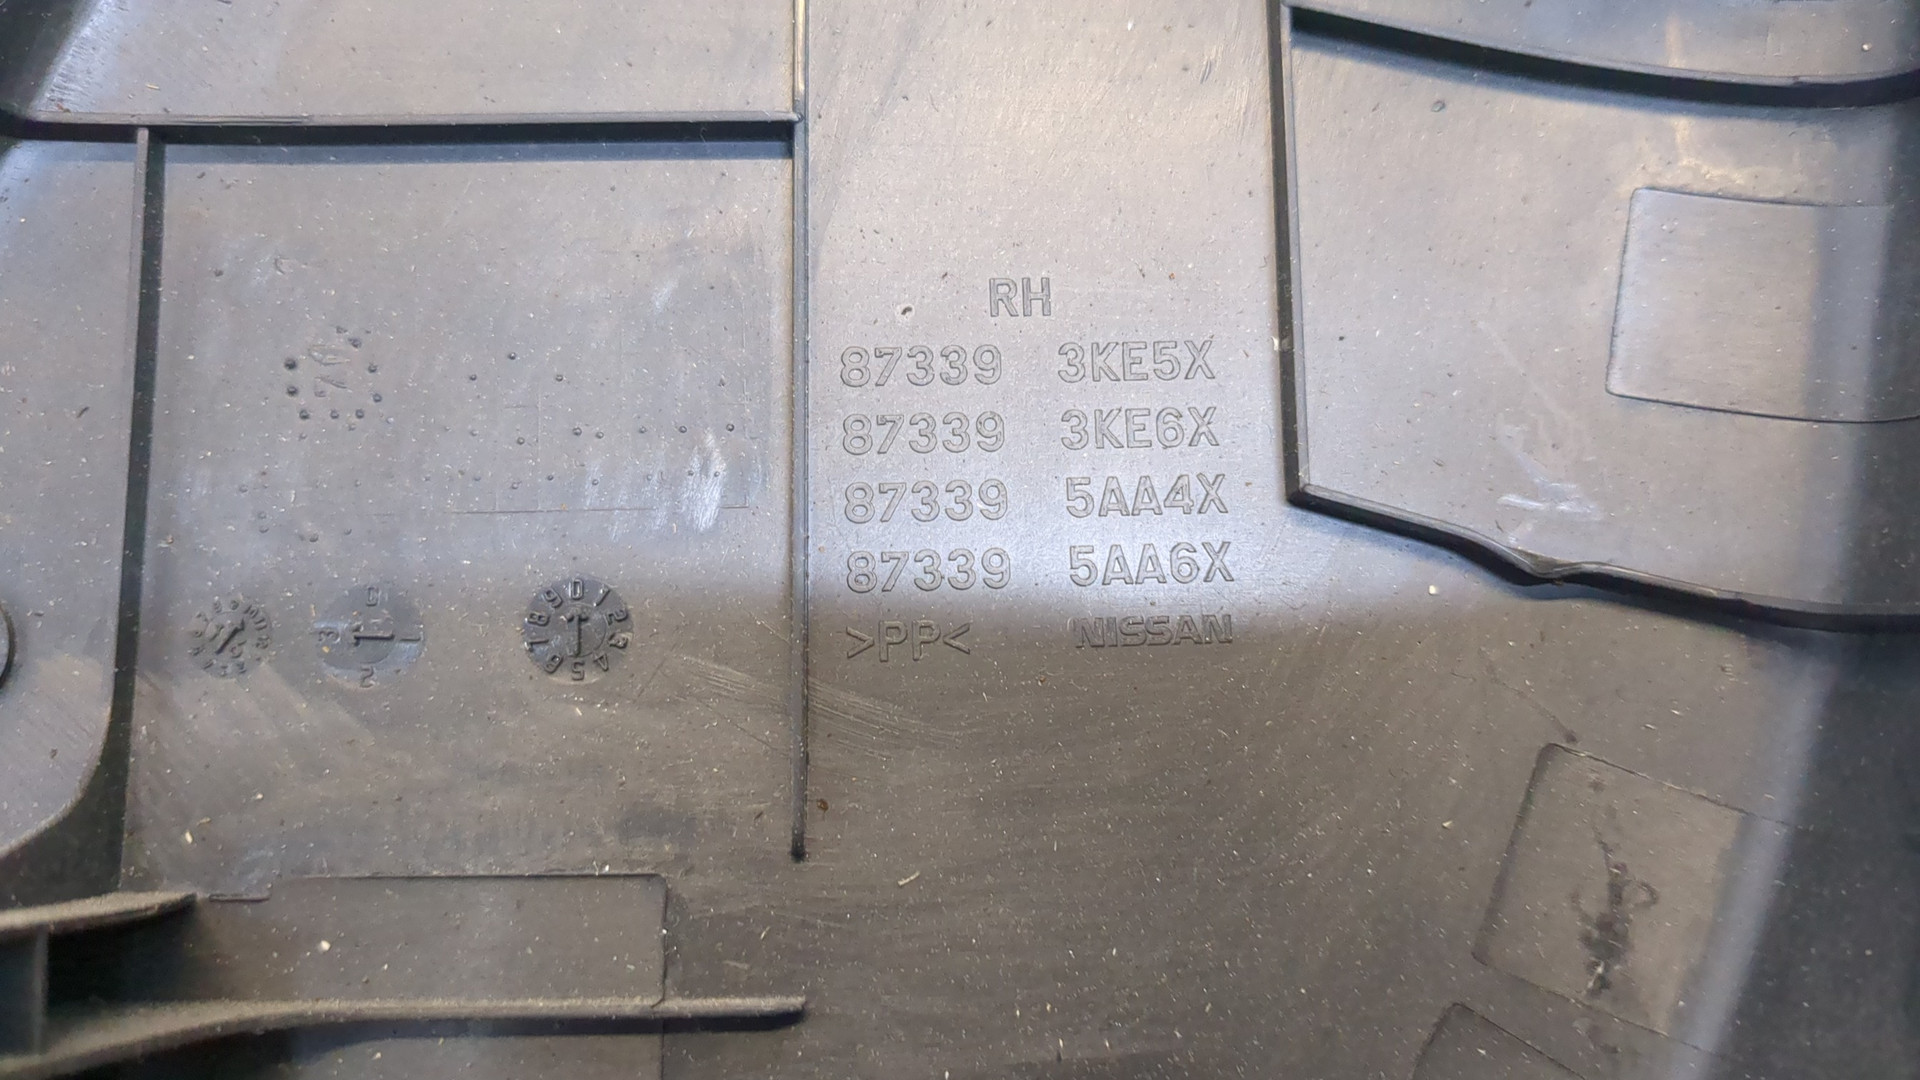 RH
87339 3KE5X
87339 3KE6X
87339 5AA4X
87339 5AA6X
>PP< NISSAN